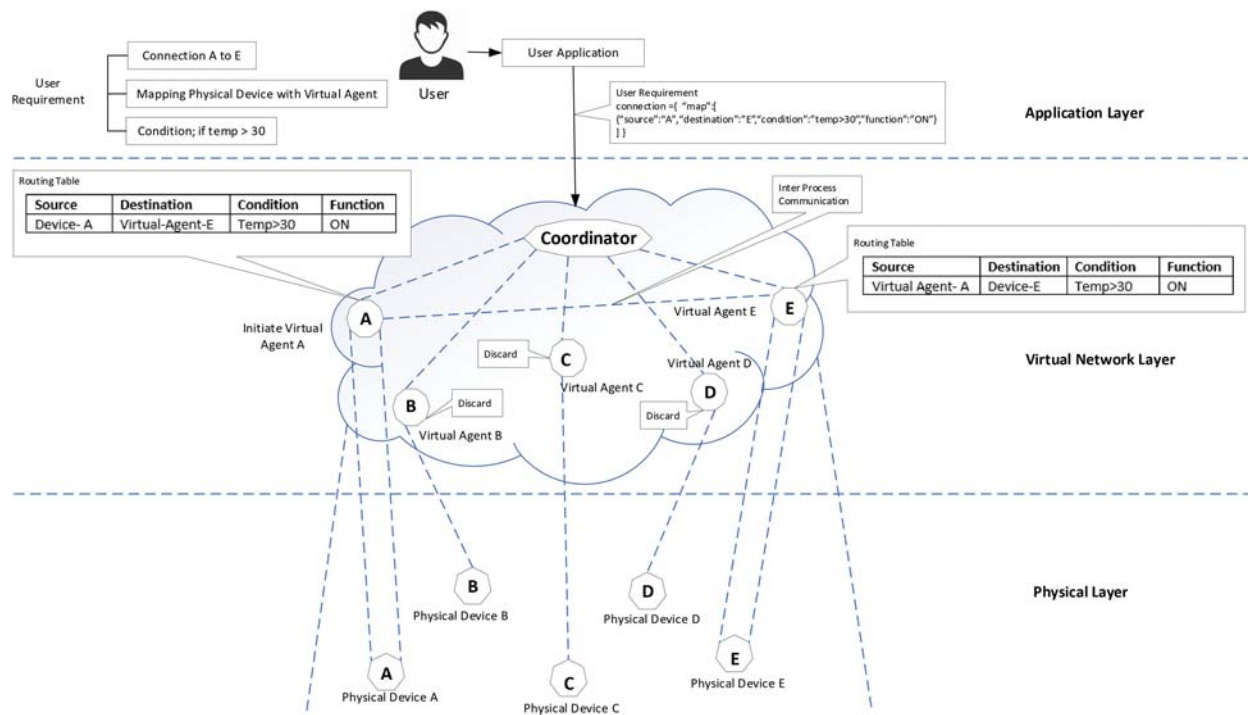 Connection A to E
User
Requirement
Mapping Physical Device with Virtual Agent
Condition; if temp > 30
User
User Application
User Requirement
connection ={ "map":[
{"source":"A","destination":"E","condition":"temp>30","function":"ON"}
] }
Application Layer
Routing Table
Source Destination Condition Function
Device- A Virtual-Agent-E Temp>30 ON
Inter Process
Communication
Coordinator
Routing Table
Source Destination Condition Function
Virtual Agent- A Device-E Temp>30 ON
A
Initiate Virtual
Agent A
Virtual Agent E
E
Discard
C
Virtual Agent C
Virtual Agent D
D
Discard
B
Discard
Virtual Agent B
Virtual Network Layer
B
Physical Device B
D
Physical Device D
Physical Layer
A
Physical Device A
C
Physical Device C
E
Physical Device E